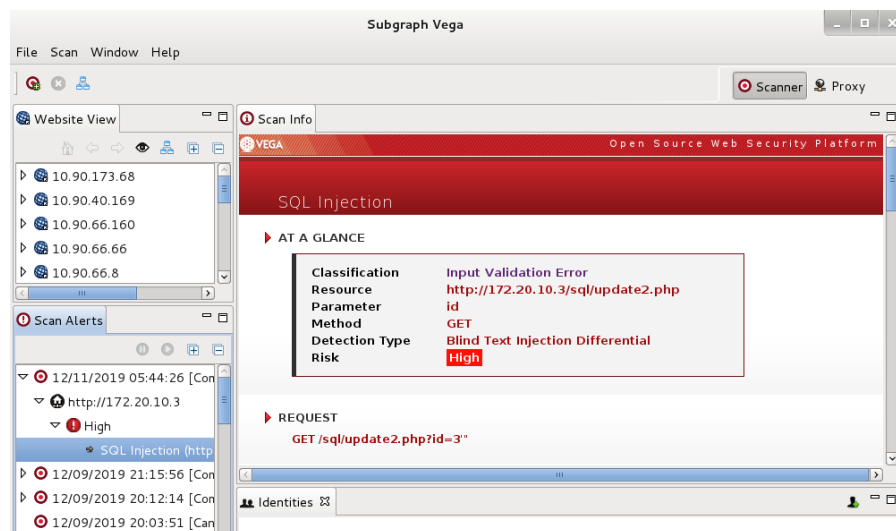 Subgraph Vega
File Scan Window Help
Scanner Proxy
Website View
10.90.173.68
10.90.40.169
10.90.66.160
10.90.66.66
10.90.66.8
Scan Alerts
12/11/2019 05:44:26 [Com
http://172.20.10.3
High
SQL Injection (http
12/09/2019 21:15:56 [Com
12/09/2019 20:12:14 [Com
12/09/2019 20:03:51 [Can
Scan Info
VEGA Open Source Web Security Platform
SQL Injection
AT A GLANCE
Classification Input Validation Error
Resource http://172.20.10.3/sql/update2.php
Parameter id
Method GET
Detection Type Blind Text Injection Differential
Risk High
REQUEST
GET /sql/update2.php?id=3'"
Identities